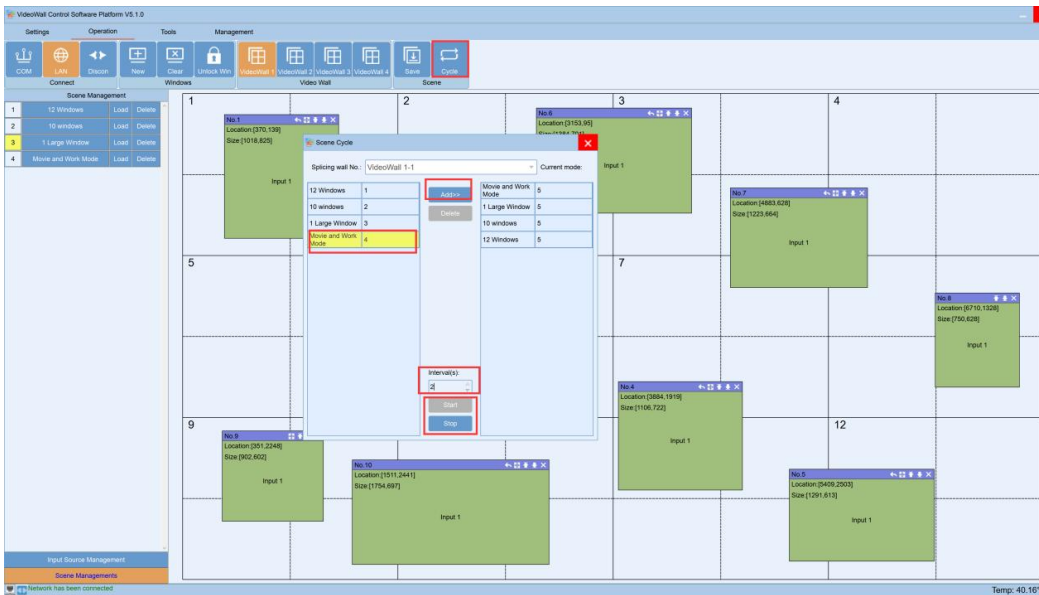 VideoWall Control Software Platform V5.1.0
Settings Operation Tools Management
COM LAN Discon New Clear Unlock Win VideoWall 1 VideoWall 2 VideoWall 3 VideoWall 4 Save Cycle
Connect Windows Video Wall Scene
Scene Management
1 12 Windows Load Delete
2 10 windows Load Delete
3 1 Large Window Load Delete
4 Movie and Work Mode Load Delete
Input Source Management
Scene Managements
Network has been connected
Temp: 40.16°
1
2
3
4
5
7
9
12
No.1
Location:[370,139]
Size:[1018,825]
Input 1
No.6
Location:[3153,95]
Input 1
No.7
Location:[4883,628]
Size:[1223,664]
Input 1
No.8
Location:[6710,1328]
Size:[750,628]
Input 1
No.4
Location:[3884,1919]
Size:[1106,722]
Input 1
No.9
Location:[351,2248]
Size:[902,602]
Input 1
No.10
Location:[1511,2441]
Size:[1754,697]
Input 1
No.5
Location:[5409,2503]
Size:[1291,613]
Input 1
Scene Cycle
Splicing wall No.: VideoWall 1-1 Current mode:
12 Windows 1
10 windows 2
1 Large Window 3
Movie and Work
Mode 4
Add>>
Delete
Movie and Work
Mode 5
1 Large Window 5
10 windows 5
12 Windows 5
Interval(s):
2
Start
Stop